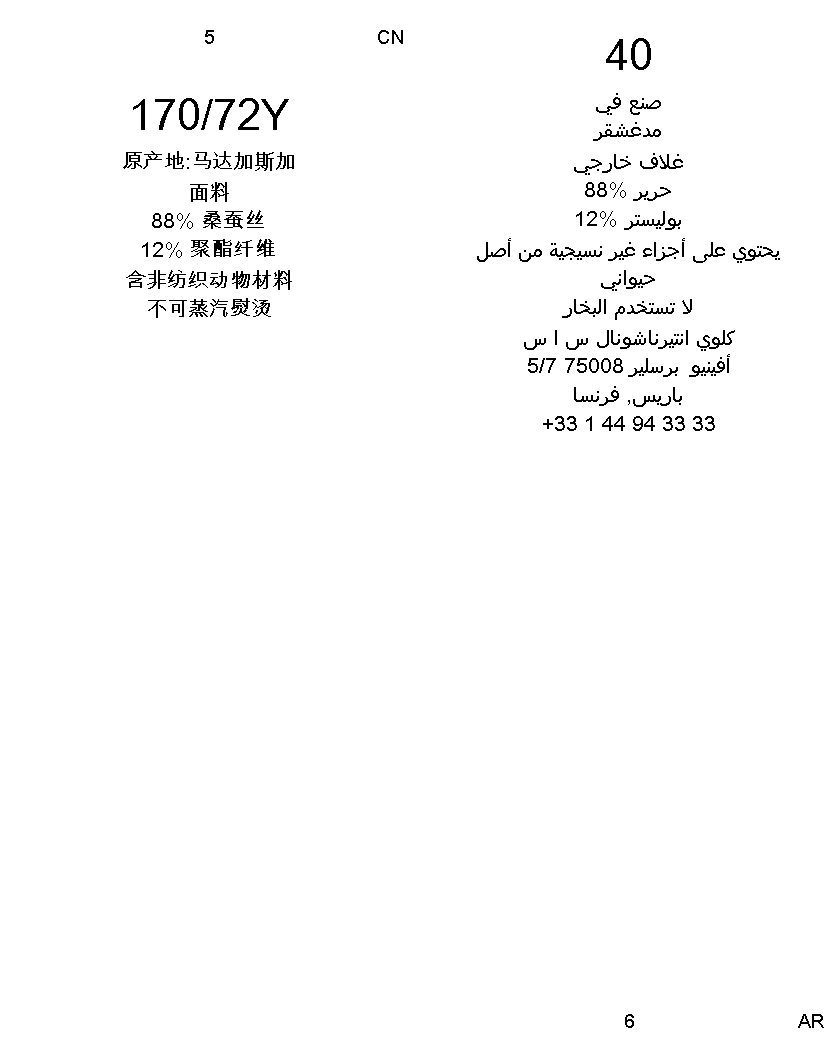 5
CN
170/72Y
原产地:马达加斯加
面料
88% 桑蚕丝
12% 聚酯纤维
含非纺织动物材料
不可蒸汽熨烫
40
صنع في
مدغشقر
غلاف خارجي
88% حرير
12% بوليستر
يحتوي على أجزاء غير نسيجية من أصل
حيواني
لا تستخدم البخار
كلوي انتيرناشونال س ا س
5/7 75008 أفينيو برسلير
باريس, فرنسا
+33 1 44 94 33 33
6
AR